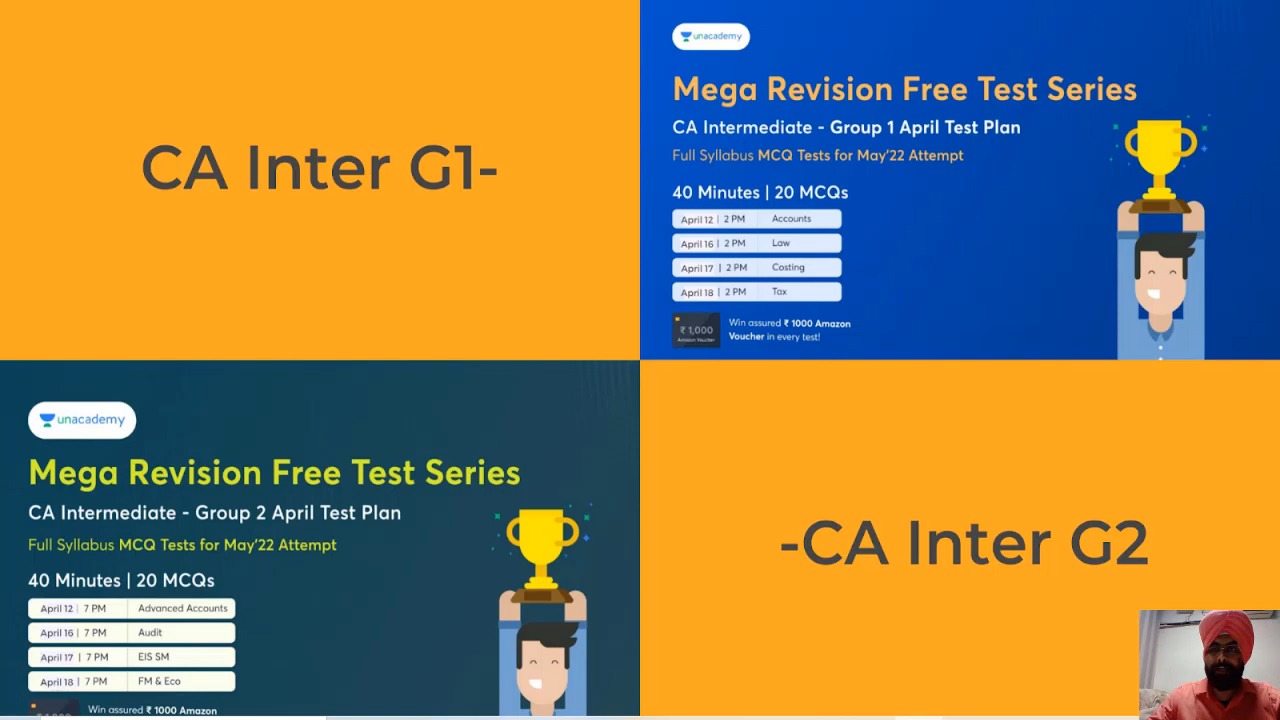 CA Inter G1-
unacademy
Mega Revision Free Test Series
CA Intermediate - Group 1 April Test Plan
Full Syllabus MCQ Tests for May'22 Attempt
40 Minutes | 20 MCQs
April 12 | 2 PM Accounts
April 16 | 2 PM Law
April 17 | 2 PM Costing
April 18 | 2 PM Tax
₹ 1,000
Amazon Voucher
Win assured ₹ 1000 Amazon
Voucher in every test!
unacademy
Mega Revision Free Test Series
CA Intermediate - Group 2 April Test Plan
Full Syllabus MCQ Tests for May'22 Attempt
40 Minutes | 20 MCQs
April 12 | 7 PM Advanced Accounts
April 16 | 7 PM Audit
April 17 | 7 PM EIS SM
April 18 | 7 PM FM & Eco
Win assured ₹ 1000 Amazon
-CA Inter G2